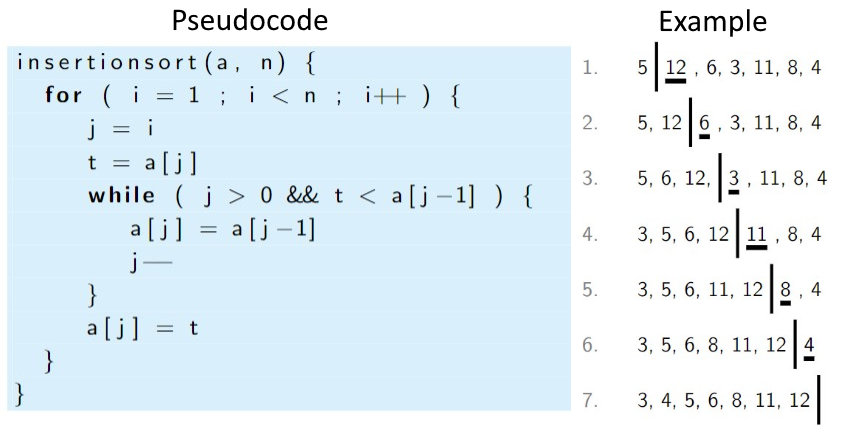 Pseudocode
insertionsort(a, n) {
for ( i = 1 ; i < n ; i++ ) {
j = i
t = a[j]
while ( j > 0 && t < a[j−1] ) {
a[j] = a[j−1]
j−−
}
a[j] = t
}
}
Example
1. 5 12 , 6, 3, 11, 8, 4
2. 5, 12 6 , 3, 11, 8, 4
3. 5, 6, 12, 3 , 11, 8, 4
4. 3, 5, 6, 12 11 , 8, 4
5. 3, 5, 6, 11, 12 8 , 4
6. 3, 5, 6, 8, 11, 12 4
7. 3, 4, 5, 6, 8, 11, 12